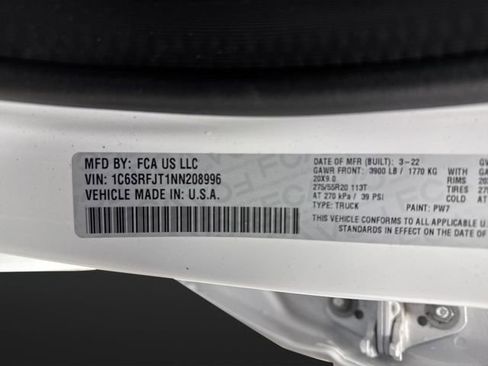 MFD BY: FCA US LLC
VIN: 1C6SRFJT1NN208996
VEHICLE MADE IN: U.S.A.
DATE OF MFR (BUILT): 3-22
GAWR FRONT: 3900 LB / 1770 KG
20X9.0
275/55R20 113T
AT 270 kPa / 39 PSI
TYPE: TRUCK
PAINT: PW7
THIS VEHICLE CONFORMS TO ALL APPLICABLE U.S.
STANDARDS IN EFFECT ON THE DATE OF
RIMS
TIRES
COLD
AT